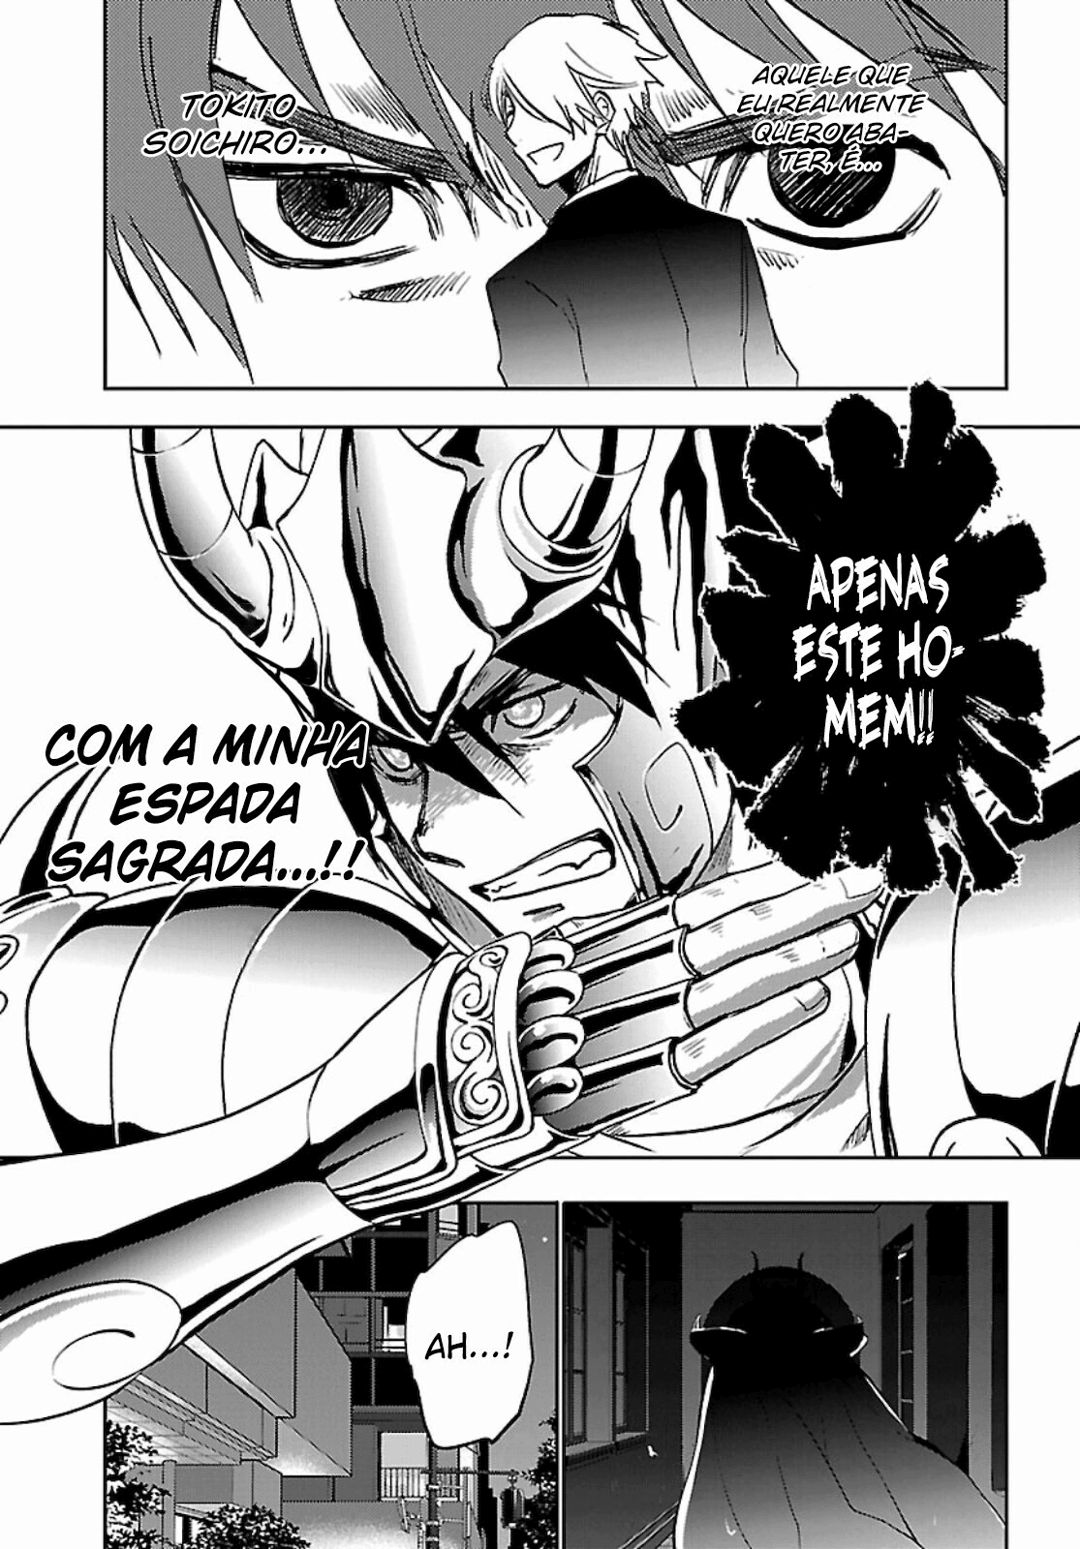 AQUELE QUE
EU REALMENTE
QUERO ABA-
TER, É...
TOKITO
SOICHIRO...
APENAS
ESTE HO-
MEM!!
COM A MINHA
ESPADA
SAGRADA...!!
AH...!